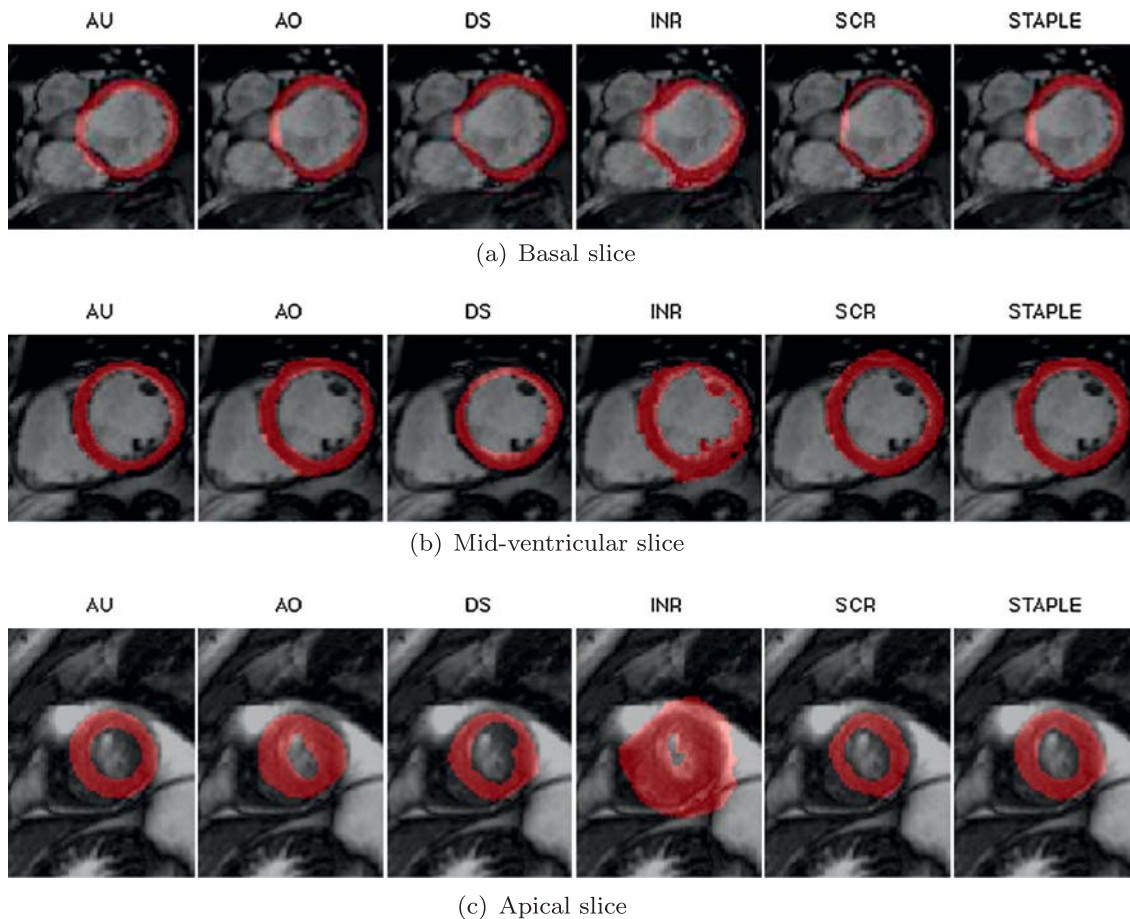 AU AO DS INR SCR STAPLE
(a) Basal slice
AU AO DS INR SCR STAPLE
(b) Mid-ventricular slice
AU AO DS INR SCR STAPLE
(c) Apical slice